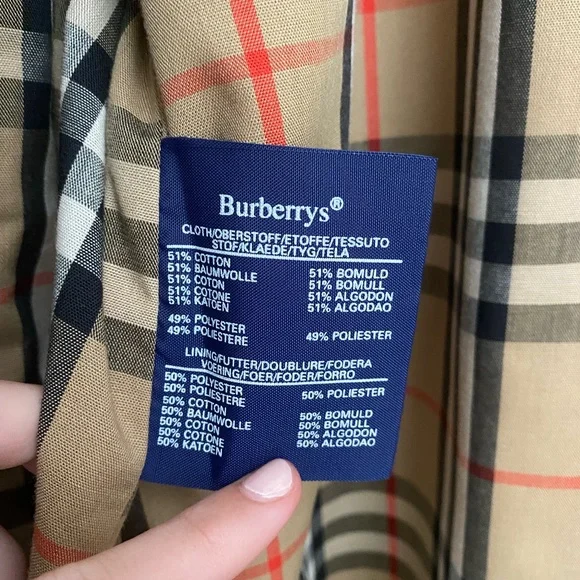 Burberrys®
CLOTH/OBERSTOFF/ETOFFE/TESSUTO
STOF/KLAEDE/TYG/TELA
51% COTTON
51% BAUMWOLLE 51% BOMULD
51% COTON 51% BOMULL
51% COTONE 51% ALGODON
51% KATOEN 51% ALGODAO
49% POLYESTER
49% POLIESTERE 49% POLIESTER
LINING/FUTTER/DOUBLURE/FODERA
VOERING/FOER/FODER/FORRO
50% POLYESTER
50% POLIESTERE 50% POLIESTER
50% COTTON
50% BAUMWOLLE 50% BOMULD
50% COTON 50% BOMULL
50% COTONE 50% ALGODON
50% KATOEN 50% ALGODAO